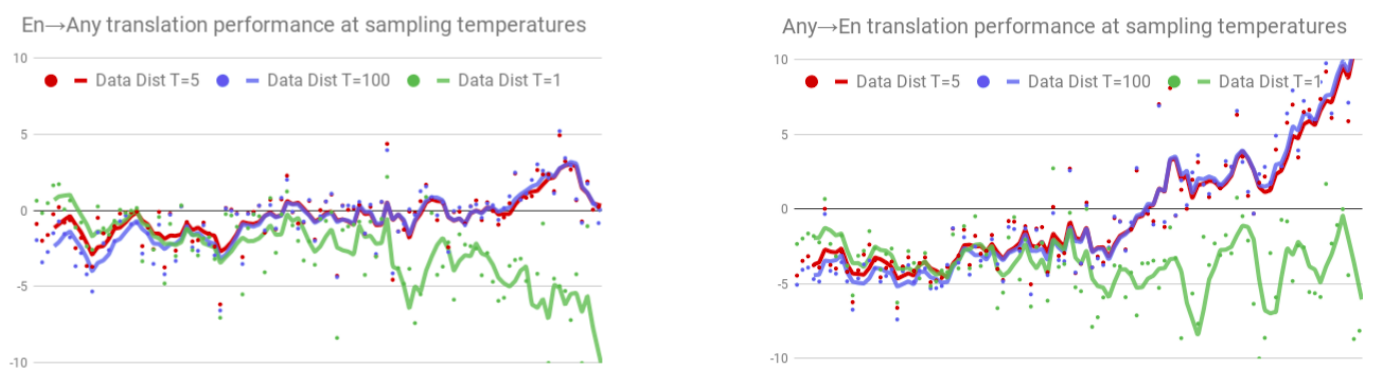 En→Any translation performance at sampling temperatures
10
Data Dist T=5
Data Dist T=100
Data Dist T=1
5
0
-5
-10
Any→En translation performance at sampling temperatures
10
Data Dist T=5
Data Dist T=100
Data Dist T=1
5
0
-5
-10